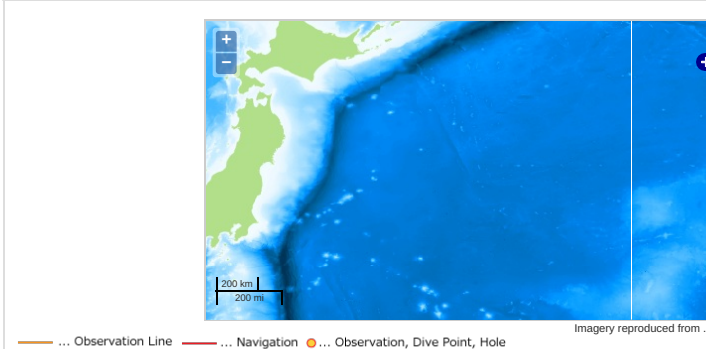 +
−
200 km
200 mi
Imagery reproduced from .
... Observation Line ... Navigation ... Observation, Dive Point, Hole